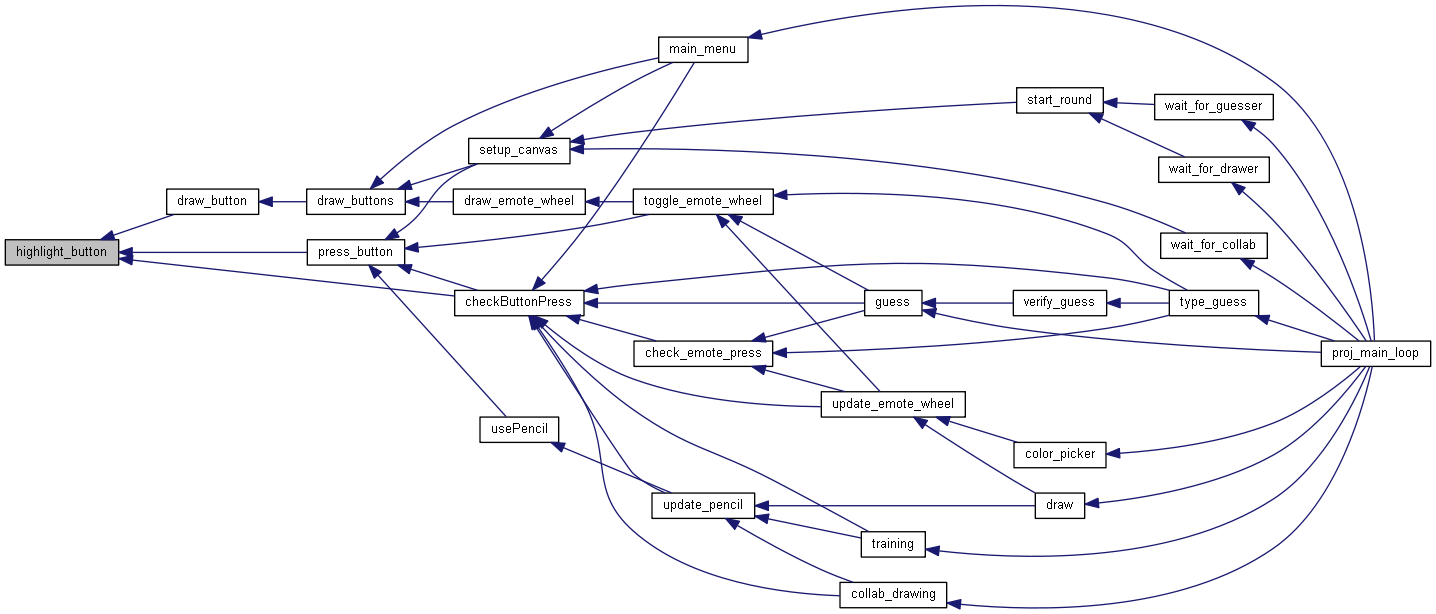 main_menu
start_round
wait_for_guesser
setup_canvas
wait_for_drawer
draw_button
draw_buttons
draw_emote_wheel
toggle_emote_wheel
highlight_button
press_button
wait_for_collab
checkButtonPress
guess
verify_guess
type_guess
check_emote_press
proj_main_loop
update_emote_wheel
usePencil
color_picker
update_pencil
draw
training
collab_drawing